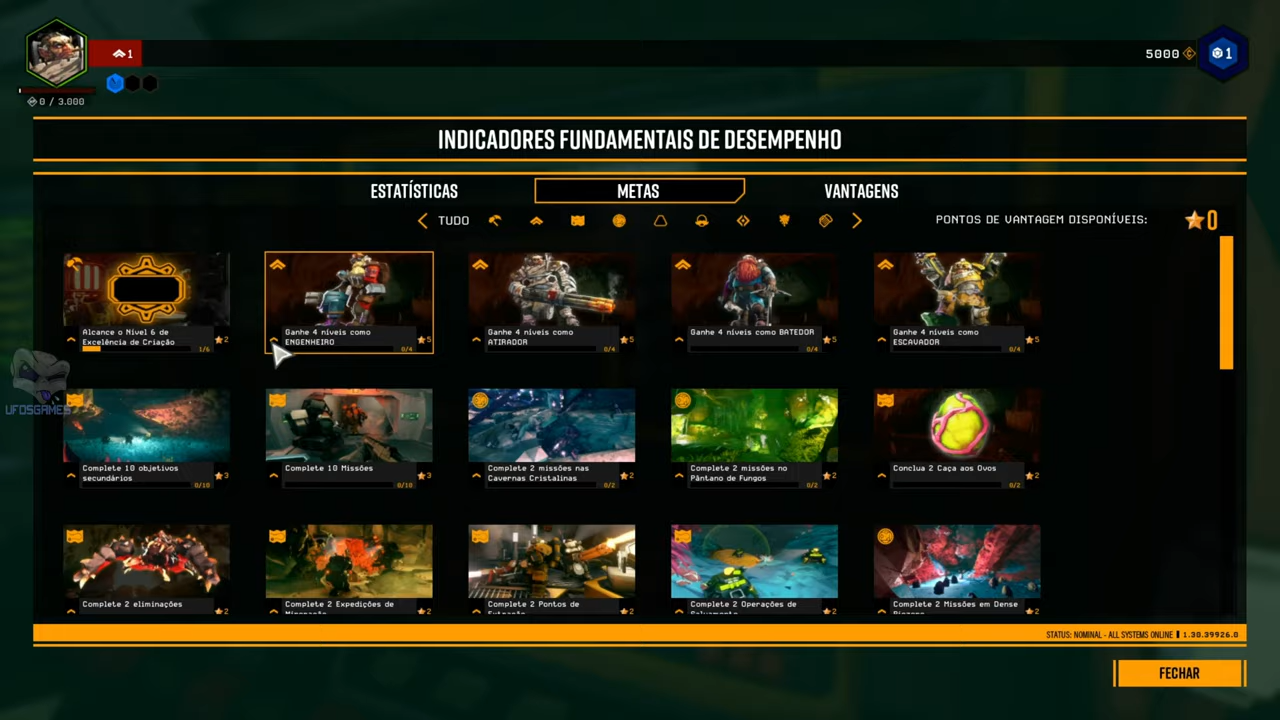 1
5000
1
0 / 3.000
INDICADORES FUNDAMENTAIS DE DESEMPENHO
ESTATÍSTICAS
METAS
VANTAGENS
TUDO
PONTOS DE VANTAGEM DISPONÍVEIS:
0
Alcance o Nível 6 de
Excelência de Criação
2
1/6
Ganhe 4 níveis como
ENGENHEIRO
5
0/4
Ganhe 4 níveis como
ATIRADOR
5
0/4
Ganhe 4 níveis como BATEDOR
5
0/4
Ganhe 4 níveis como
ESCAVADOR
5
0/4
UFOSGAMES
Complete 10 objetivos
secundários
3
0/10
Complete 10 Missões
3
0/10
Complete 2 missões nas
Cavernas Cristalinas
2
0/2
Complete 2 missões no
Pântano de Fungos
2
0/2
Conclua 2 Caça aos Ovos
2
0/2
Complete 2 eliminações
2
Complete 2 Expedições de
2
Complete 2 Pontos de
2
Complete 2 Operações de
2
Complete 2 Missões em Dense
2
STATUS: NOMINAL - ALL SYSTEMS ONLINE 1.38.39926.0
FECHAR